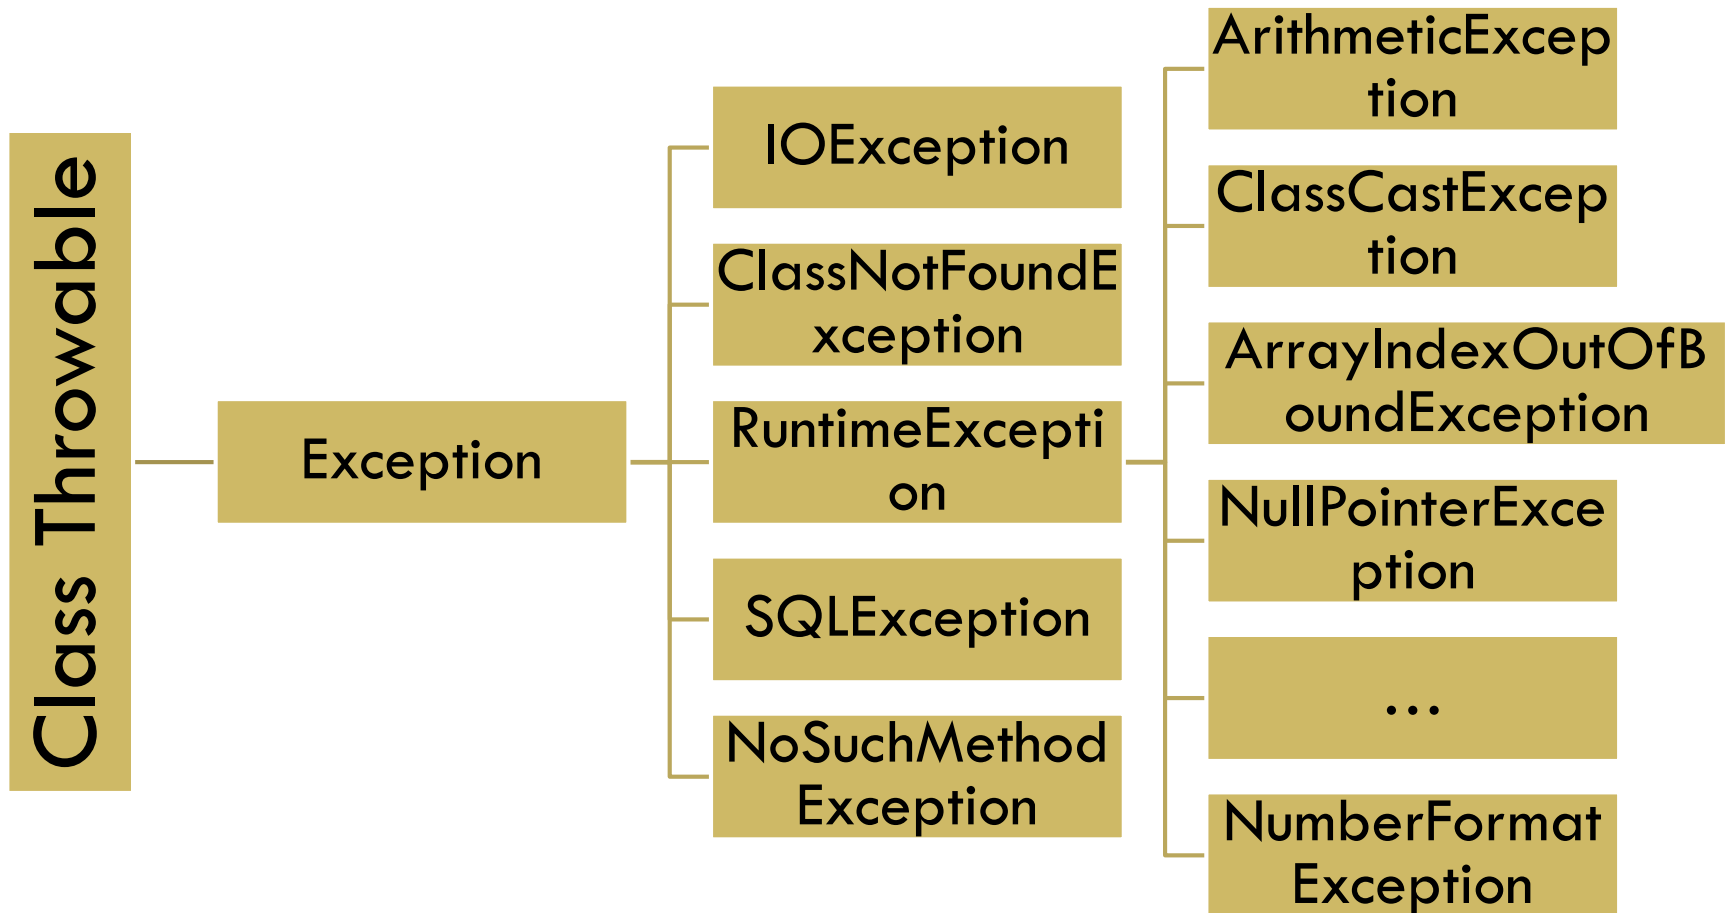 Class Throwable
Exception
IOException
ClassNotFoundE
xception
RuntimeExcepti
on
SQLException
NoSuchMethod
Exception
ArithmeticExcep
tion
ClassCastExcep
tion
ArrayIndexOutOfB
oundException
NullPointerExce
ption
...
NumberFormat
Exception